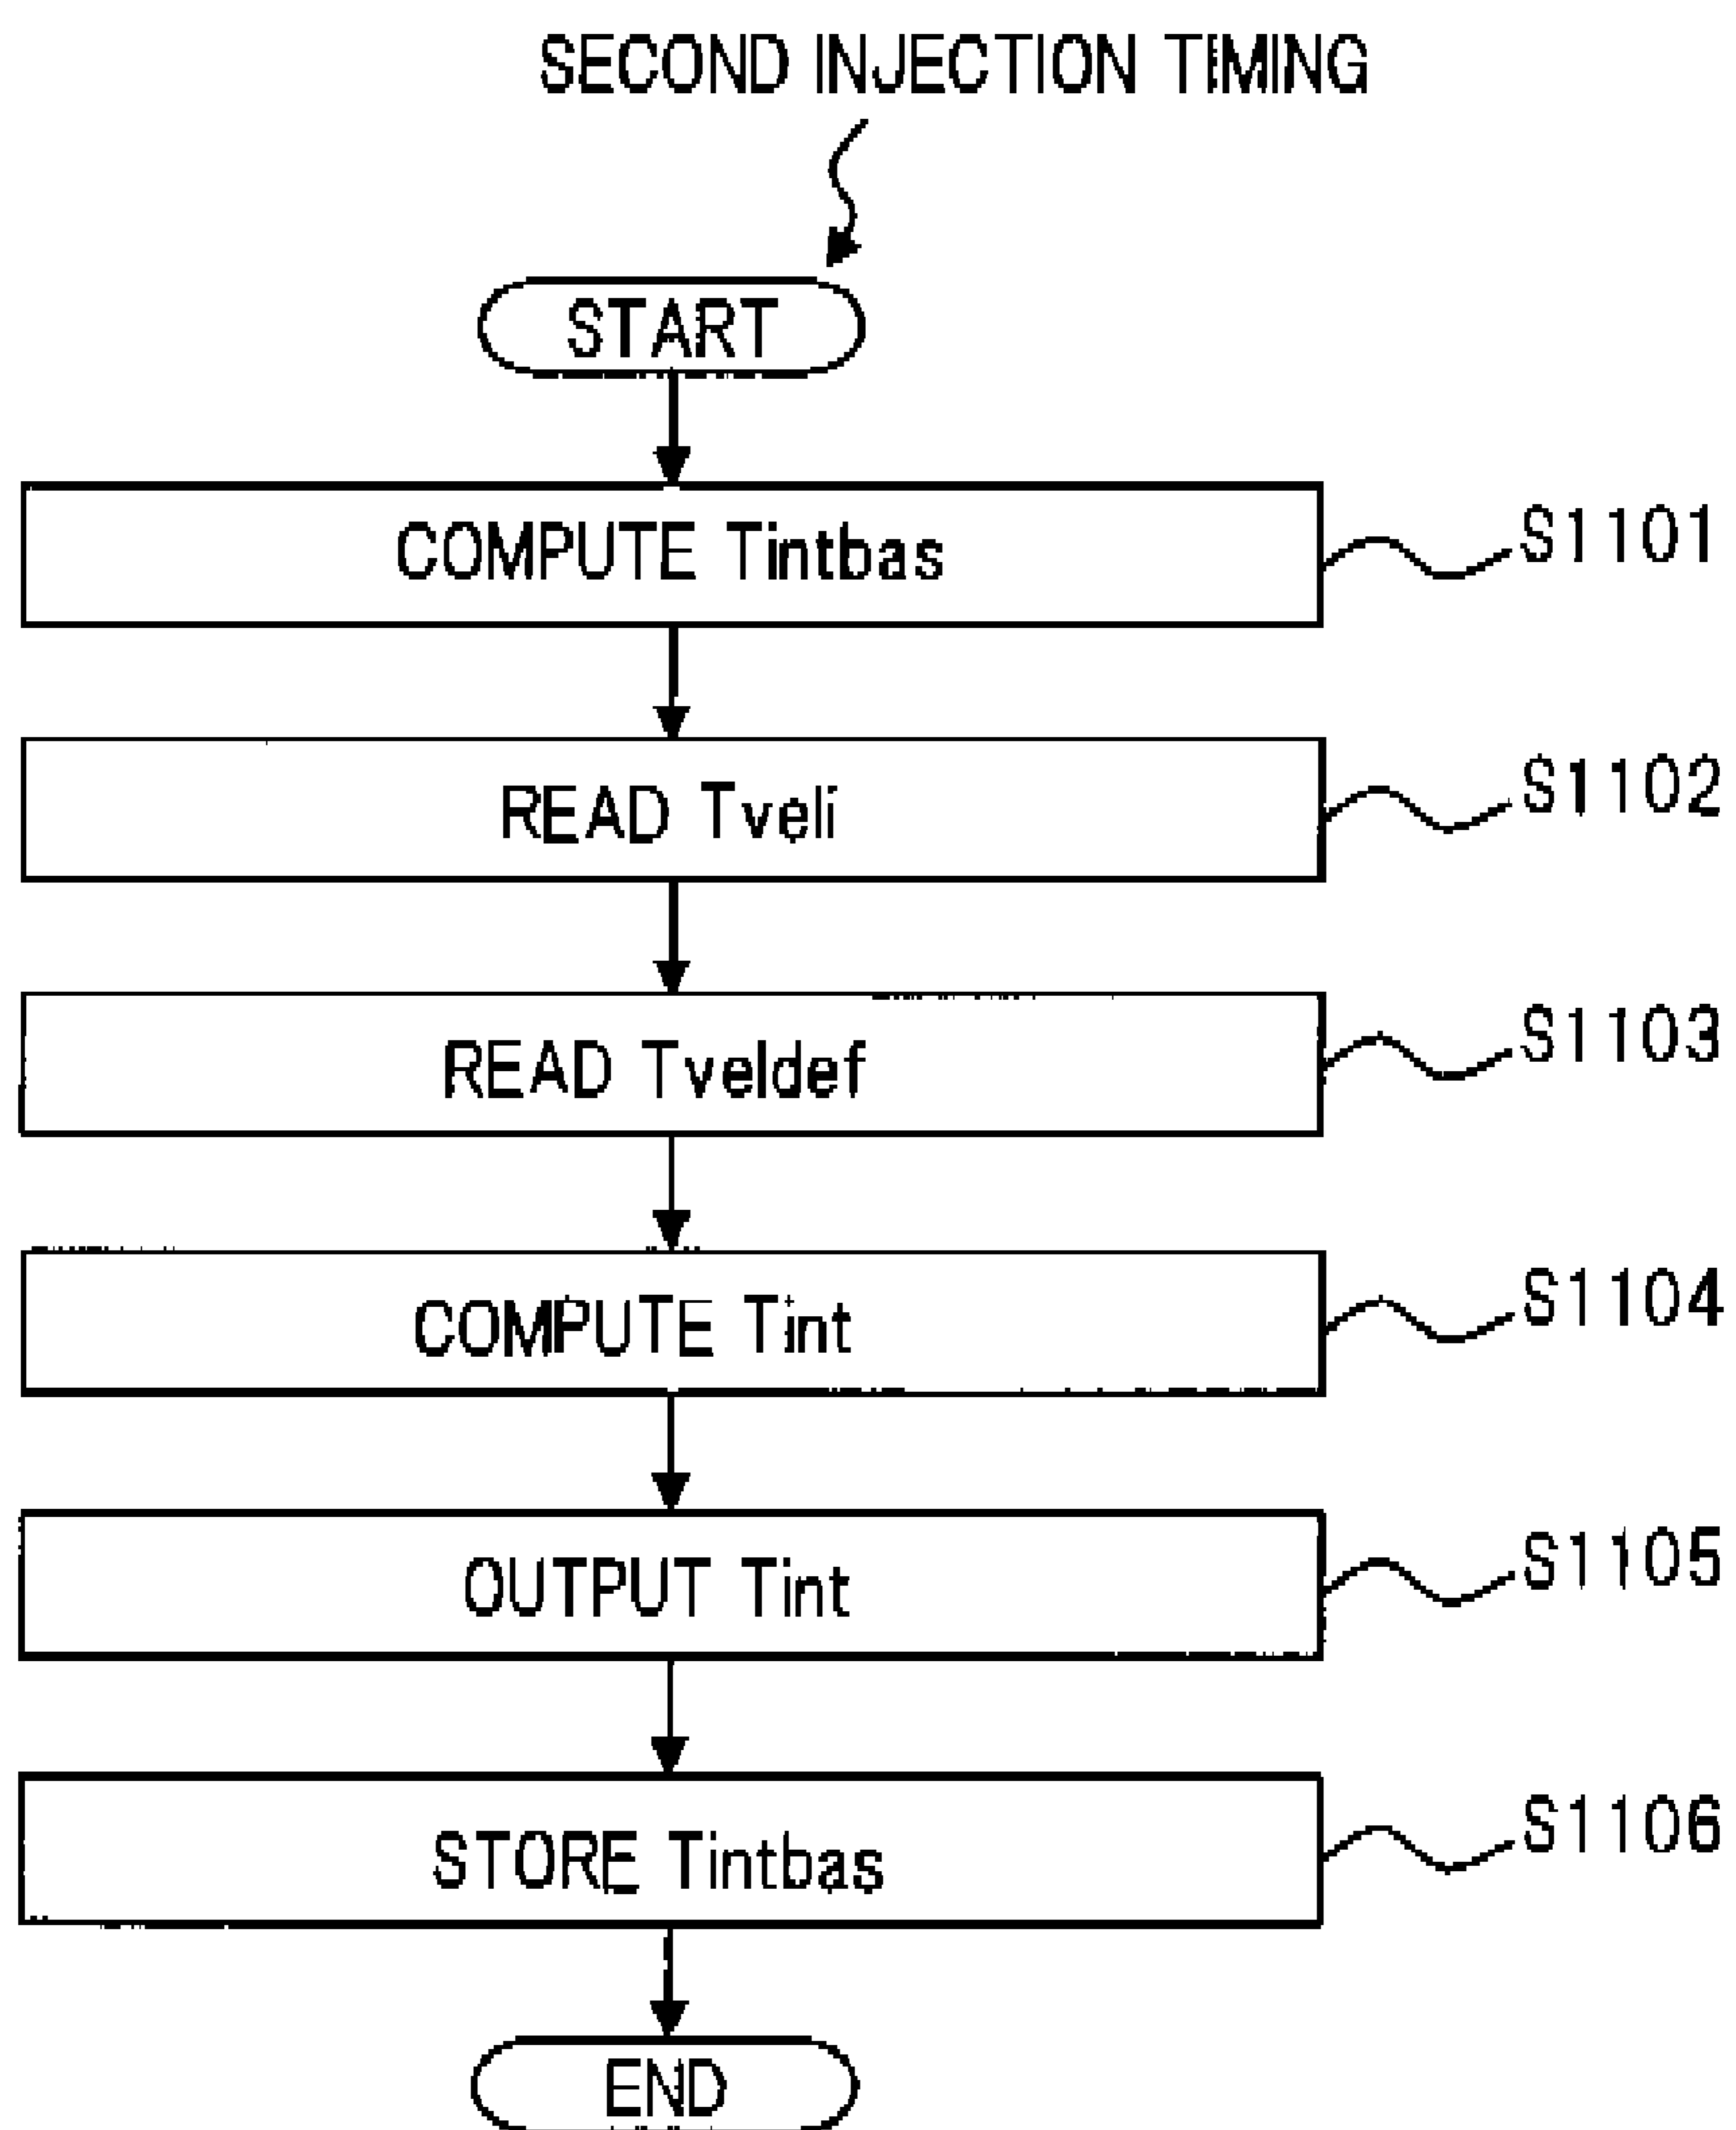 SECOND INJECTION TIMING
START
COMPUTE Tintbas
S1101
READ Tveli
S1102
READ Tveldef
S1103
COMPUTE Tint
S1104
OUTPUT Tint
S1105
STORE Tintbas
S1106
END